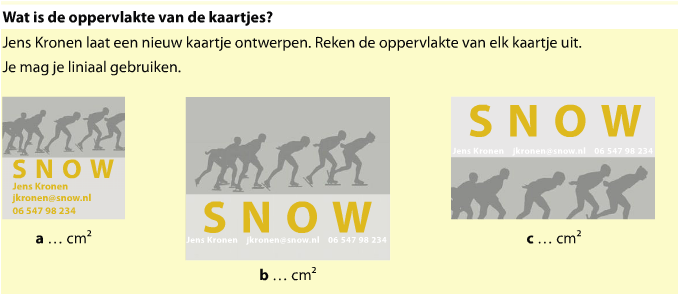 Wat is de oppervlakte van de kaartjes?
Jens Kronen laat een nieuw kaartje ontwerpen. Reken de oppervlakte van elk kaartje uit.
Je mag je liniaal gebruiken.
SNOW
Jens Kronen
jkronen@snow.nl
06 547 98 234
a … cm²
SNOW
Jens Kronen jkronen@snow.nl 06 547 98 234
b … cm²
SNOW
Jens Kronen jkronen@snow.nl 06 547 98 234
c … cm²